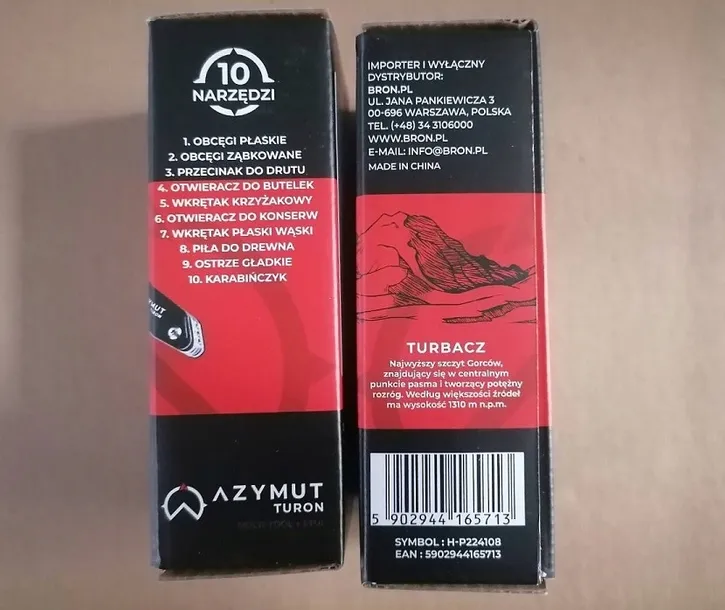 10
NARZĘDZI
1. OBCĘGI PŁASKIE
2. OBCĘGI ZĄBKOWANE
3. PRZECINAK DO DRUTU
4. OTWIERACZ DO BUTELEK
5. WKRĘTAK KRZYŻAKOWY
6. OTWIERACZ DO KONSERW
7. WKRĘTAK PŁASKI WĄSKI
8. PIŁA DO DREWNA
9. OSTRZE GŁADKIE
10. KARABIŃCZYK
AZYMUT
TURON
IMPORTER I WYŁĄCZNY
DYSTRYBUTOR:
BRON.PL
UL. JANA PANKIEWICZA 3
00-696 WARSZAWA, POLSKA
TEL. (+48) 34 3106000
WWW.BRON.PL
E-MAIL: INFO@BRON.PL
MADE IN CHINA
TURBACZ
Najwyższy szczyt Gorców,
znajdujący się w centralnym
punkcie pasma i tworzący potężny
rozróg. Według większości źródeł
ma wysokość 1310 m n.p.m.
5 902944 165713
SYMBOL : H-P224108
EAN : 5902944165713